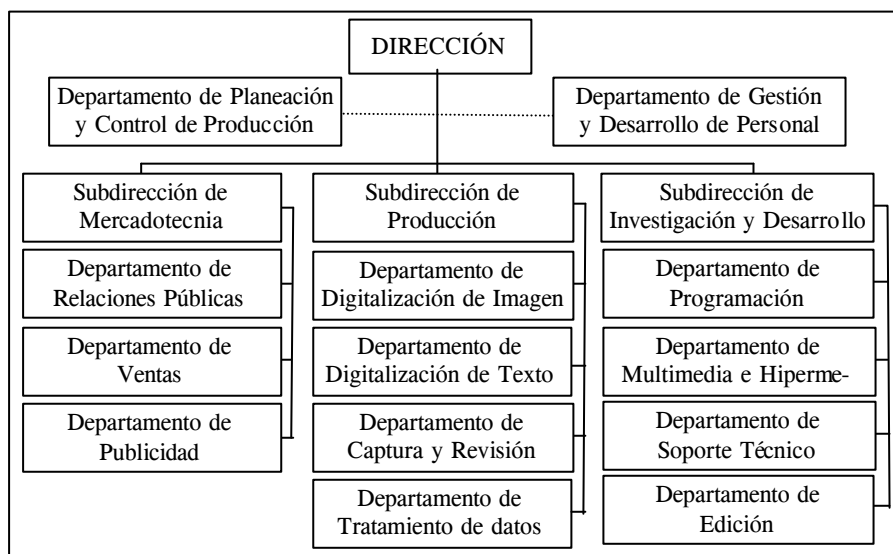 DIRECCIÓN
Departamento de Planeación
y Control de Producción
Departamento de Gestión
y Desarrollo de Personal
Subdirección de
Mercadotecnia
Departamento de
Relaciones Públicas
Departamento de
Ventas
Departamento de
Publicidad
Subdirección de
Producción
Departamento de
Digitalización de Imagen
Departamento de
Digitalización de Texto
Departamento de
Captura y Revisión
Departamento de
Tratamiento de datos
Subdirección de
Investigación y Desarrollo
Departamento de
Programación
Departamento de
Multimedia e Hiperme-
Departamento de
Soporte Técnico
Departamento de
Edición